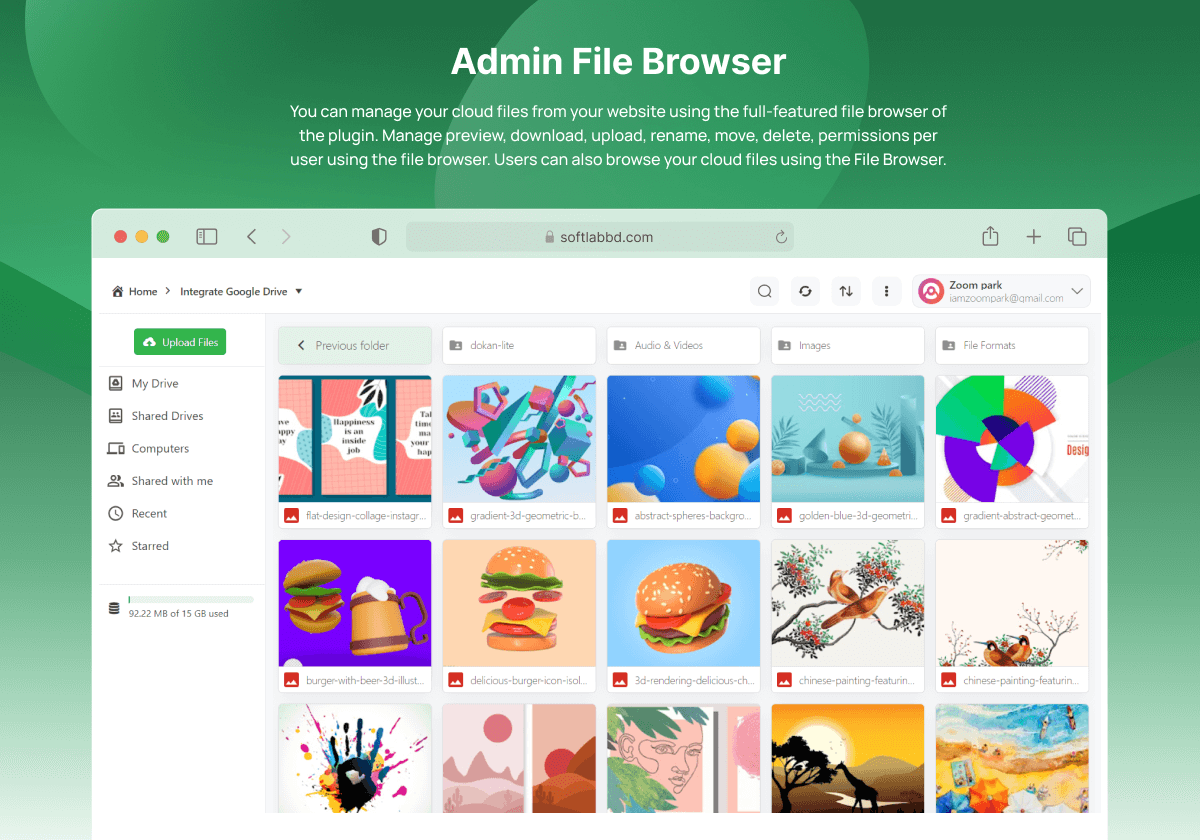 Admin File Browser
You can manage your cloud files from your website using the full-featured file browser of
the plugin. Manage preview, download, upload, rename, move, delete, permissions per
user using the file browser. Users can also browse your cloud files using the File Browser.
softlabbd.com
Home
Integrate Google Drive
Zoom park
iamzoompark@gmail.com
Upload Files
My Drive
Shared Drives
Computers
Shared with me
Recent
Starred
92.22 MB of 15 GB used
Previous folder
dokan-lite
Audio & Videos
Images
File Formats
Happiness
is an
inside
job
flat-design-collage-instagr...
gradient-3d-geometric-b...
abstract-spheres-backgro...
golden-blue-3d-geometri...
gradient-abstract-geomet...
burger-with-beer-3d-illust...
delicious-burger-icon-isol...
3d-rendering-delicious-ch...
chinese-painting-featurin...
chinese-painting-featurin...